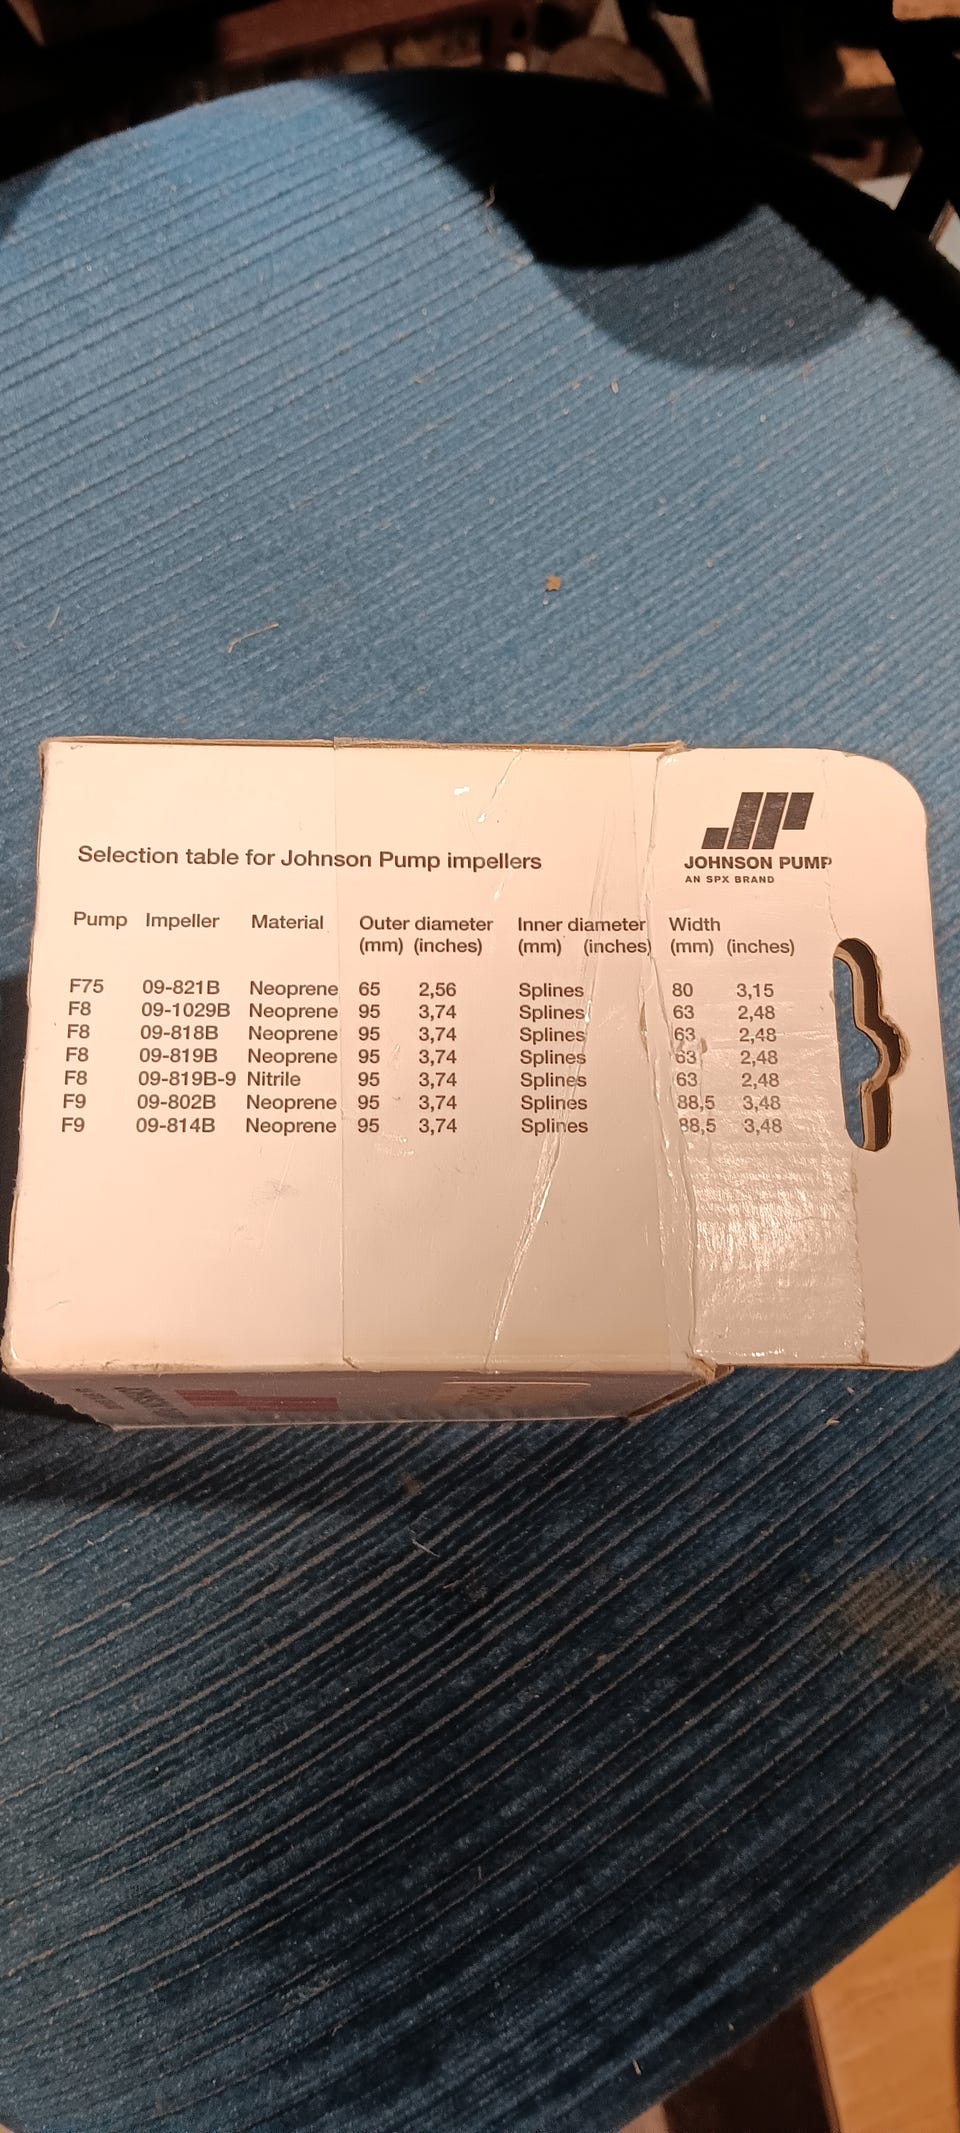 JOHNSON PUMP
AN SPX BRAND
Selection table for Johnson Pump impellers
Pump Impeller Material Outer diameter Inner diameter Width
(mm) (inches) (mm) (inches) (mm) (inches)
F75 09-821B Neoprene 65 2,56 Splines 80 3,15
F8 09-1029B Neoprene 95 3,74 Splines 63 2,48
F8 09-818B Neoprene 95 3,74 Splines 63 2,48
F8 09-819B Neoprene 95 3,74 Splines 63 2,48
F8 09-819B-9 Nitrile 95 3,74 Splines 63 2,48
F9 09-802B Neoprene 95 3,74 Splines 88,5 3,48
F9 09-814B Neoprene 95 3,74 Splines 88,5 3,48